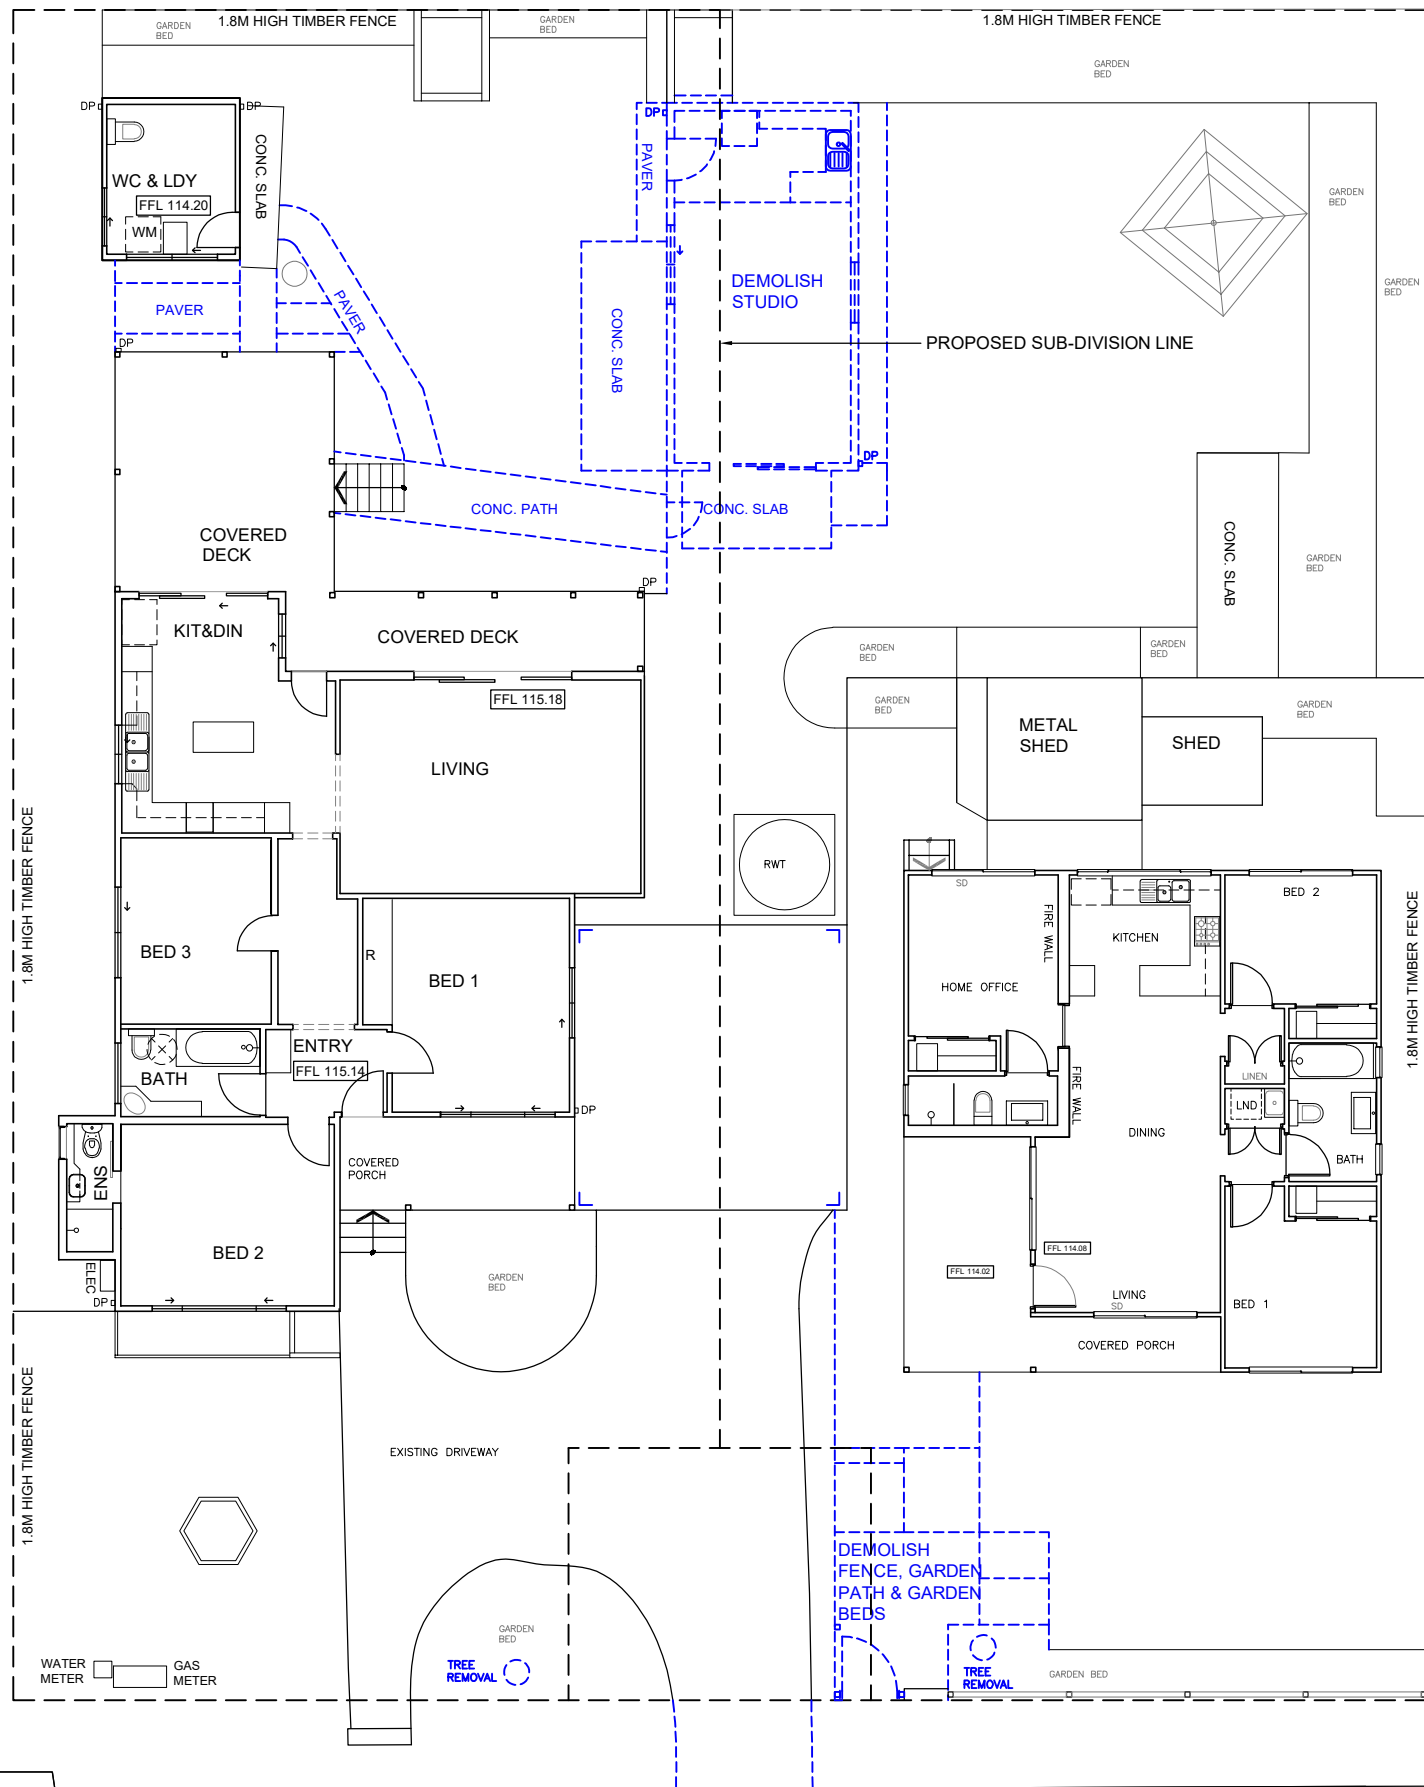 1.8M HIGH TIMBER FENCE
1.8M HIGH TIMBER FENCE
GARDEN
BED
GARDEN
BED
GARDEN
BED
DP
DP
DP
CONC. SLAB
PAVER
WC & LDY
FFL 114.20
WM
GARDEN
BED
GARDEN
BED
DEMOLISH
STUDIO
PAVER
PAVER
CONC. SLAB
DP
PROPOSED SUB-DIVISION LINE
DP
CONC. PATH
CONC. SLAB
COVERED
DECK
CONC. SLAB
GARDEN
BED
DP
KIT&DIN
COVERED DECK
GARDEN
BED
GARDEN
BED
FFL 115.18
GARDEN
BED
GARDEN
BED
METAL
SHED
SHED
LIVING
1.8M HIGH TIMBER FENCE
RWT
SD
BED 2
FIRE WALL
KITCHEN
1.8M HIGH TIMBER FENCE
BED 3
R
BED 1
HOME OFFICE
ENTRY
FFL 115.14
BATH
FIRE WALL
LINEN
LND
DP
DINING
BATH
COVERED
PORCH
ENS
BED 2
FFL 114.08
FFL 114.02
ELEC
DP
GARDEN
BED
LIVING
SD
BED 1
COVERED PORCH
1.8M HIGH TIMBER FENCE
EXISTING DRIVEWAY
DEMOLISH
FENCE, GARDEN
PATH & GARDEN
BEDS
GARDEN
BED
WATER
METER
GAS
METER
TREE
REMOVAL
TREE
REMOVAL
GARDEN BED